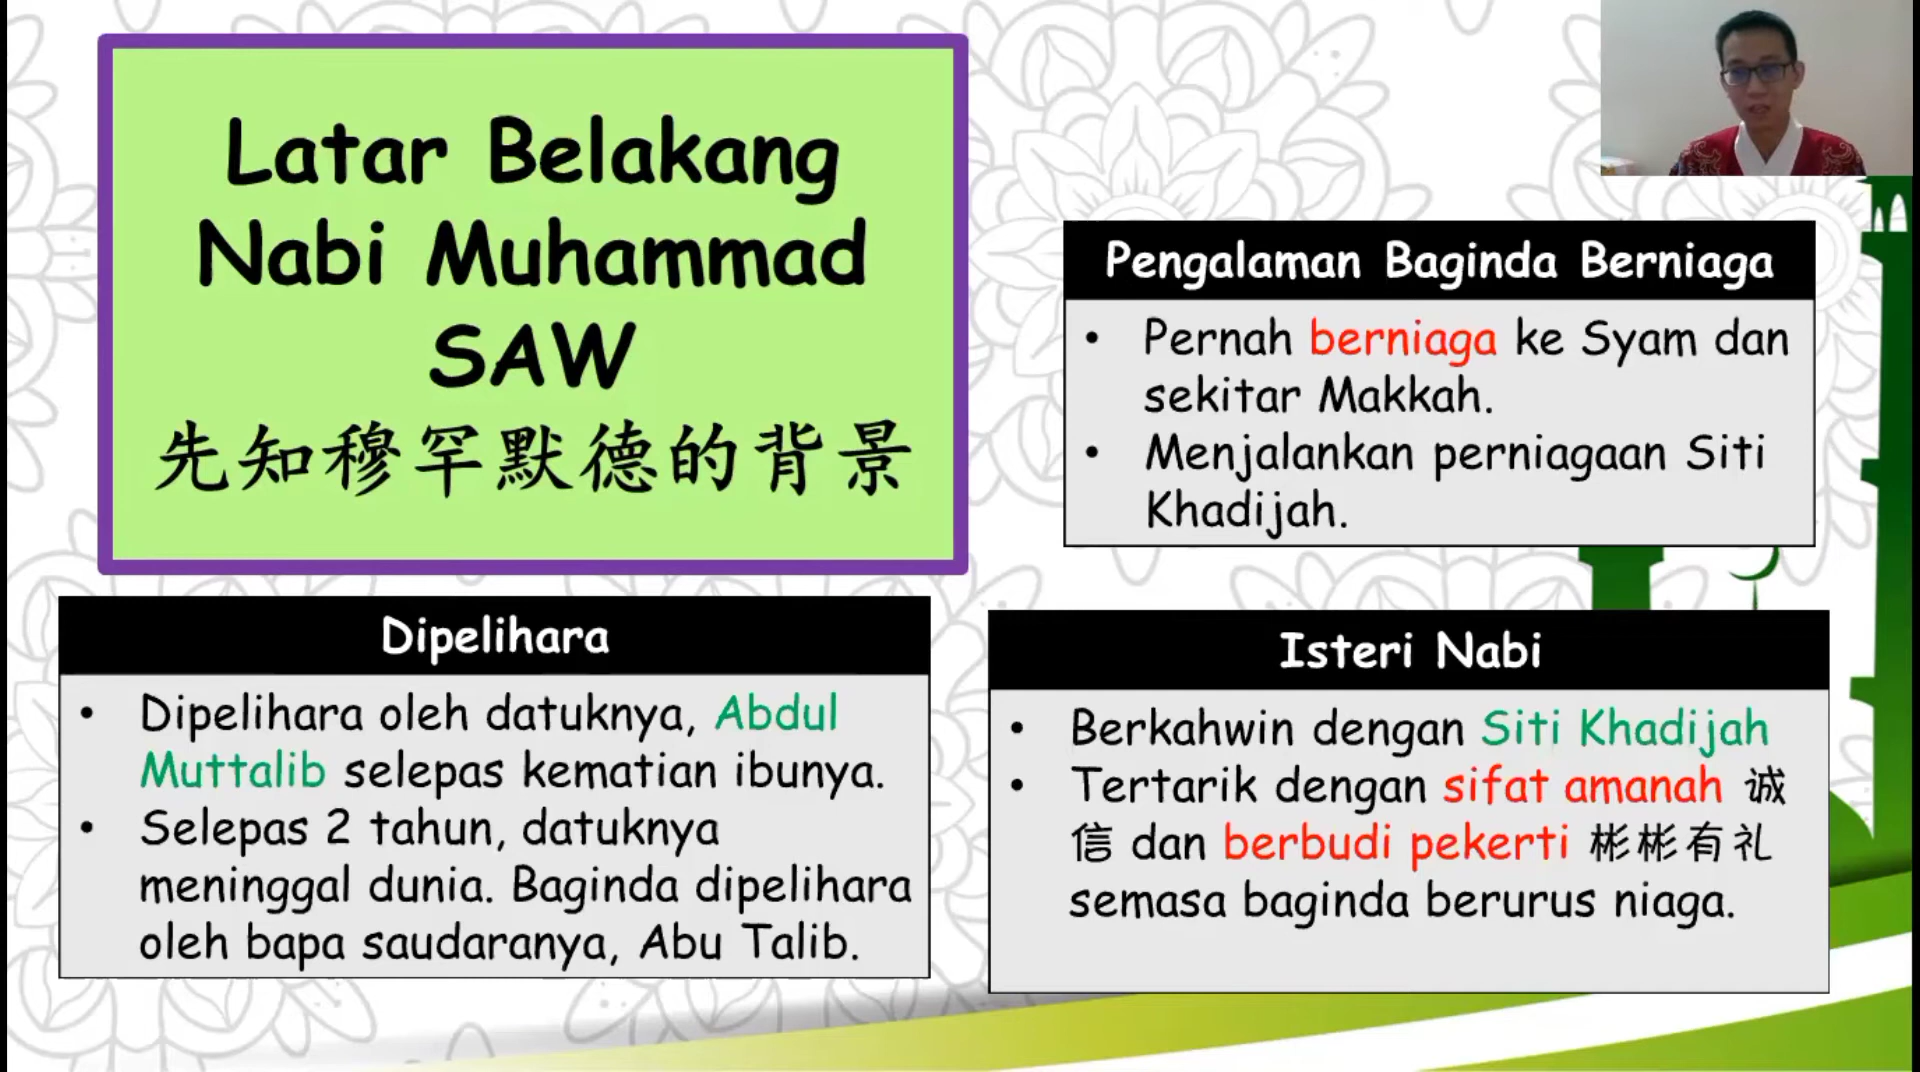 Latar Belakang
Nabi Muhammad
SAW
先知穆罕默德的背景
Pengalaman Baginda Berniaga
• Pernah berniaga ke Syam dan
sekitar Makkah.
• Menjalankan perniagaan Siti
Khadijah.
Dipelihara
• Dipelihara oleh datuknya, Abdul
Muttalib selepas kematian ibunya.
• Selepas 2 tahun, datuknya
meninggal dunia. Baginda dipelihara
oleh bapa saudaranya, Abu Talib.
Isteri Nabi
• Berkahwin dengan Siti Khadijah
• Tertarik dengan sifat amanah 诚
信 dan berbudi pekerti 彬彬有礼
semasa baginda berurus niaga.